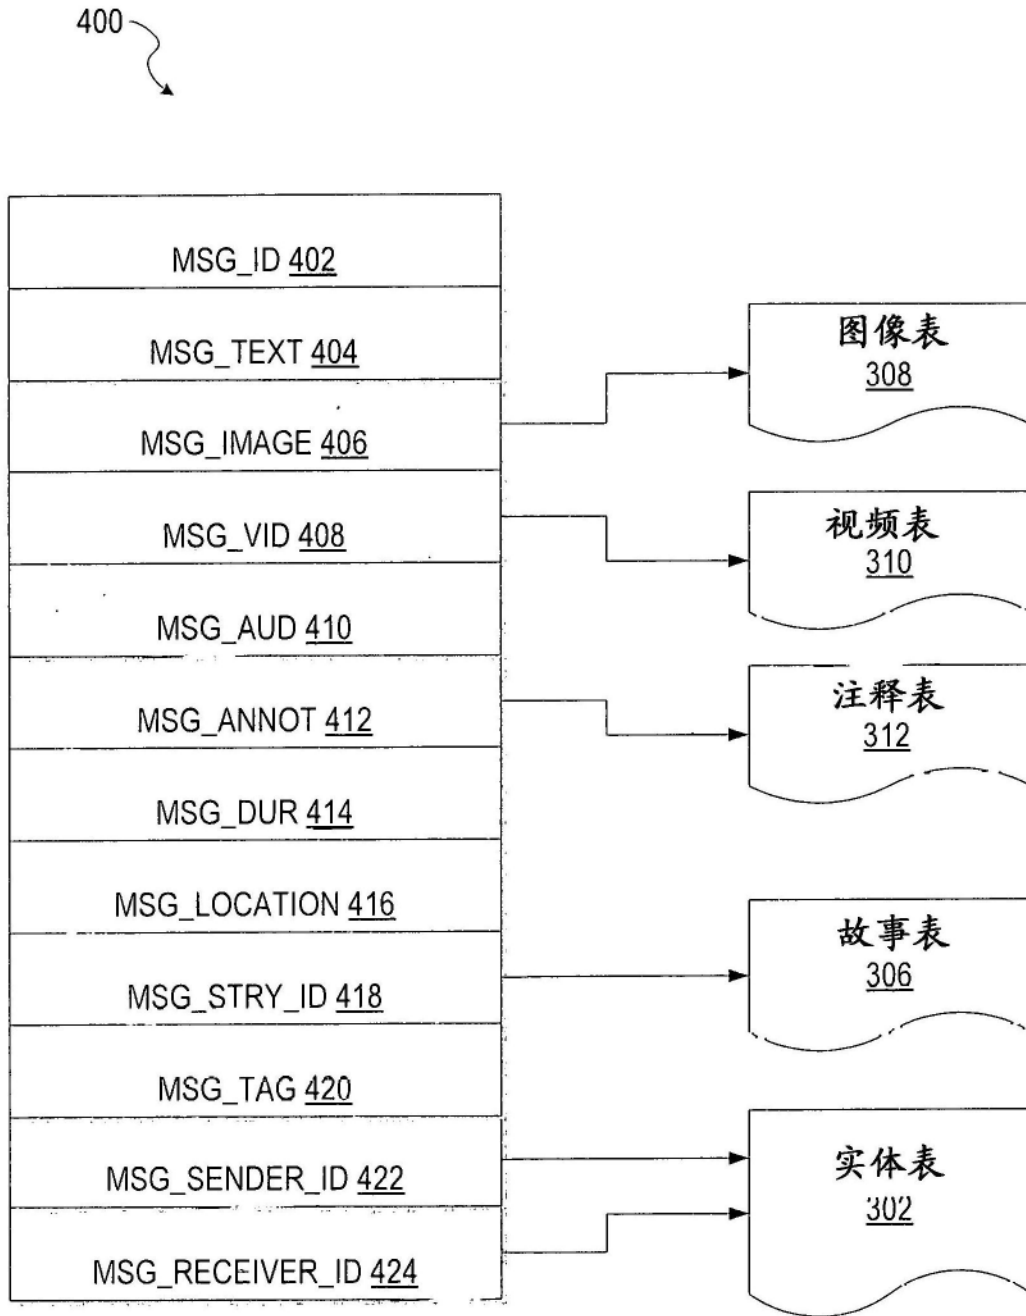 400
MSG_ID 402
MSG_TEXT 404
MSG_IMAGE 406
MSG_VID 408
MSG_AUD 410
MSG_ANNOT 412
MSG_DUR 414
MSG_LOCATION 416
MSG_STRY_ID 418
MSG_TAG 420
MSG_SENDER_ID 422
MSG_RECEIVER_ID 424
图像表
308
视频表
310
注释表
312
故事表
306
实体表
302